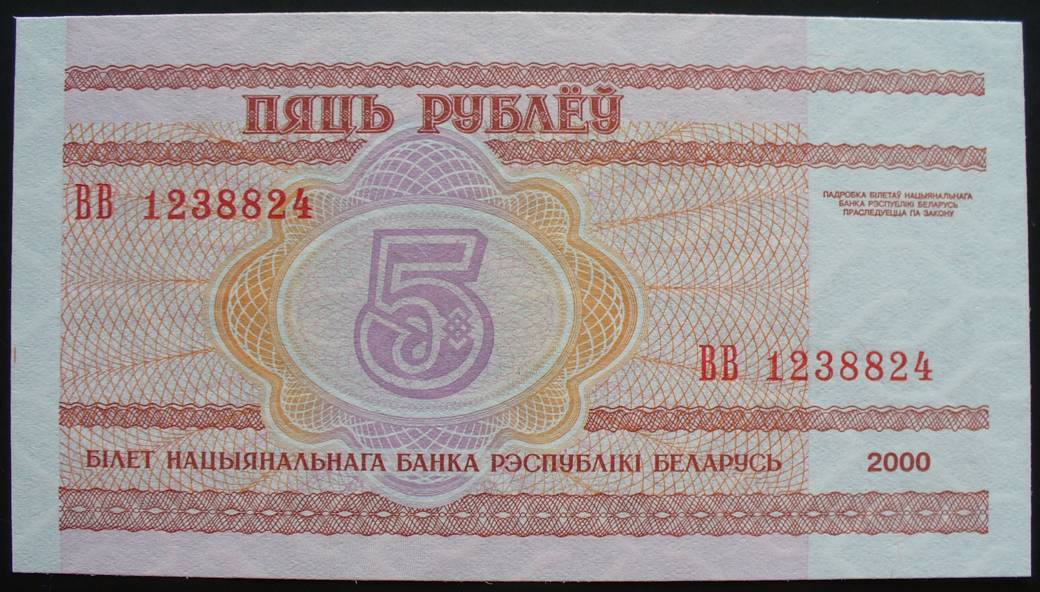 ПЯЦЬ РУБЛЁЎ
ВВ 1238824
ПАДРОБКА БІЛЕТАЎ НАЦЫЯНАЛЬНАГА
БАНКА РЭСПУБЛІКІ БЕЛАРУСЬ
ПРАСЛЕДУЕЦЦА ПА ЗАКОНУ
5
ВВ 1238824
БІЛЕТ НАЦЫЯНАЛЬНАГА БАНКА РЭСПУБЛІКІ БЕЛАРУСЬ
2000